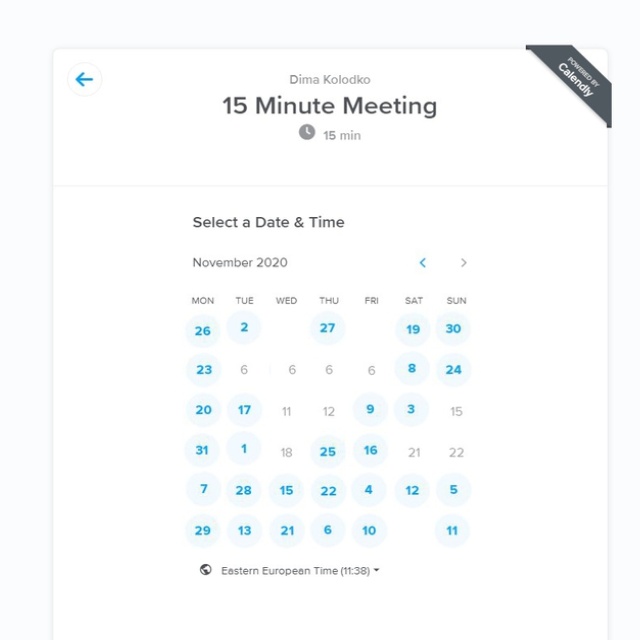 POWERED BY
Calendly
Dima Kolodko
15 Minute Meeting
15 min
Select a Date & Time
November 2020
MON TUE WED THU FRI SAT SUN
26 2 27 19 30
23 6 6 6 6 8 24
20 17 11 12 9 3 15
31 1 18 25 16 21 22
7 28 15 22 4 12 5
29 13 21 6 10 11
Eastern European Time (11:38)